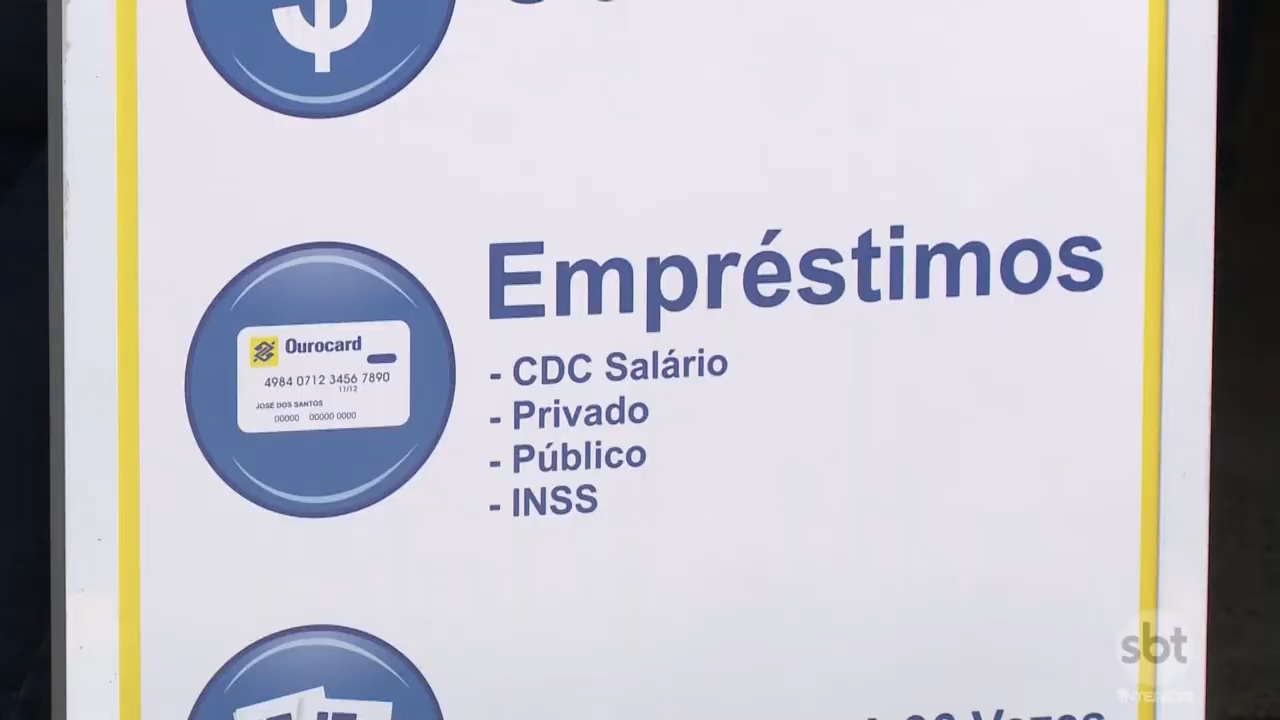 $
Empréstimos
Ourocard
4984 0712 3456 7890
11/12
JOSÉ DOS SANTOS
00000 00000 0000
- CDC Salário
- Privado
- Público
- INSS
sbt
Vezes